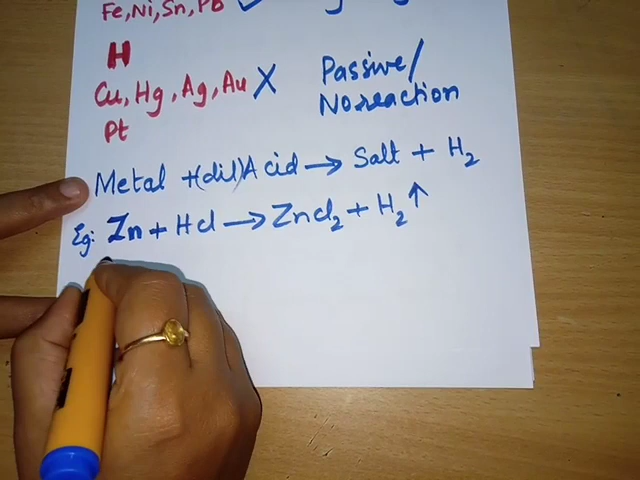 Fe, Ni, Sn, Pb ✓
H
Cu, Hg, Ag, Au X Passive/
No reaction
Pt
Metal +(dil)Acid → Salt + H₂
Eg: Zn + Hcl → Zncl₂ + H₂↑